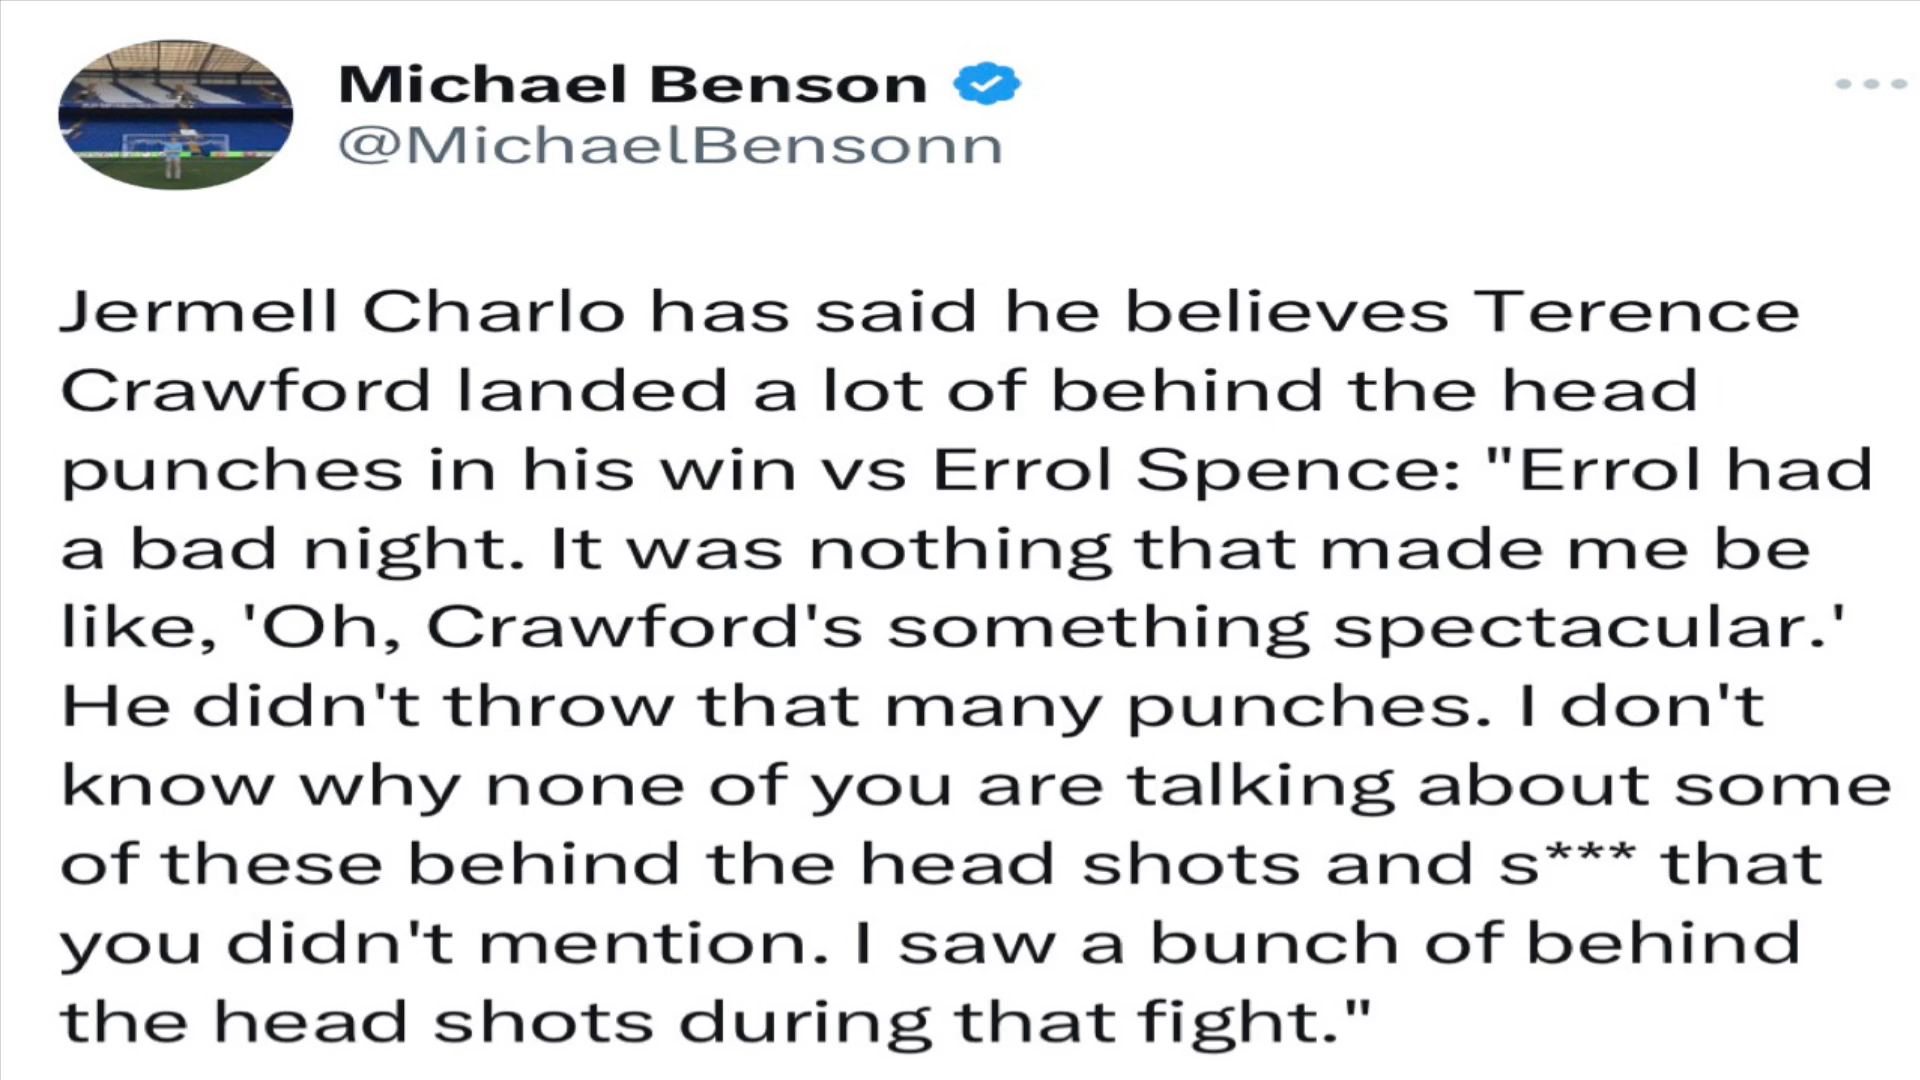 Michael Benson
@MichaelBensonn
Jermell Charlo has said he believes Terence
Crawford landed a lot of behind the head
punches in his win vs Errol Spence: "Errol had
a bad night. It was nothing that made me be
like, 'Oh, Crawford's something spectacular.'
He didn't throw that many punches. I don't
know why none of you are talking about some
of these behind the head shots and s*** that
you didn't mention. I saw a bunch of behind
the head shots during that fight."